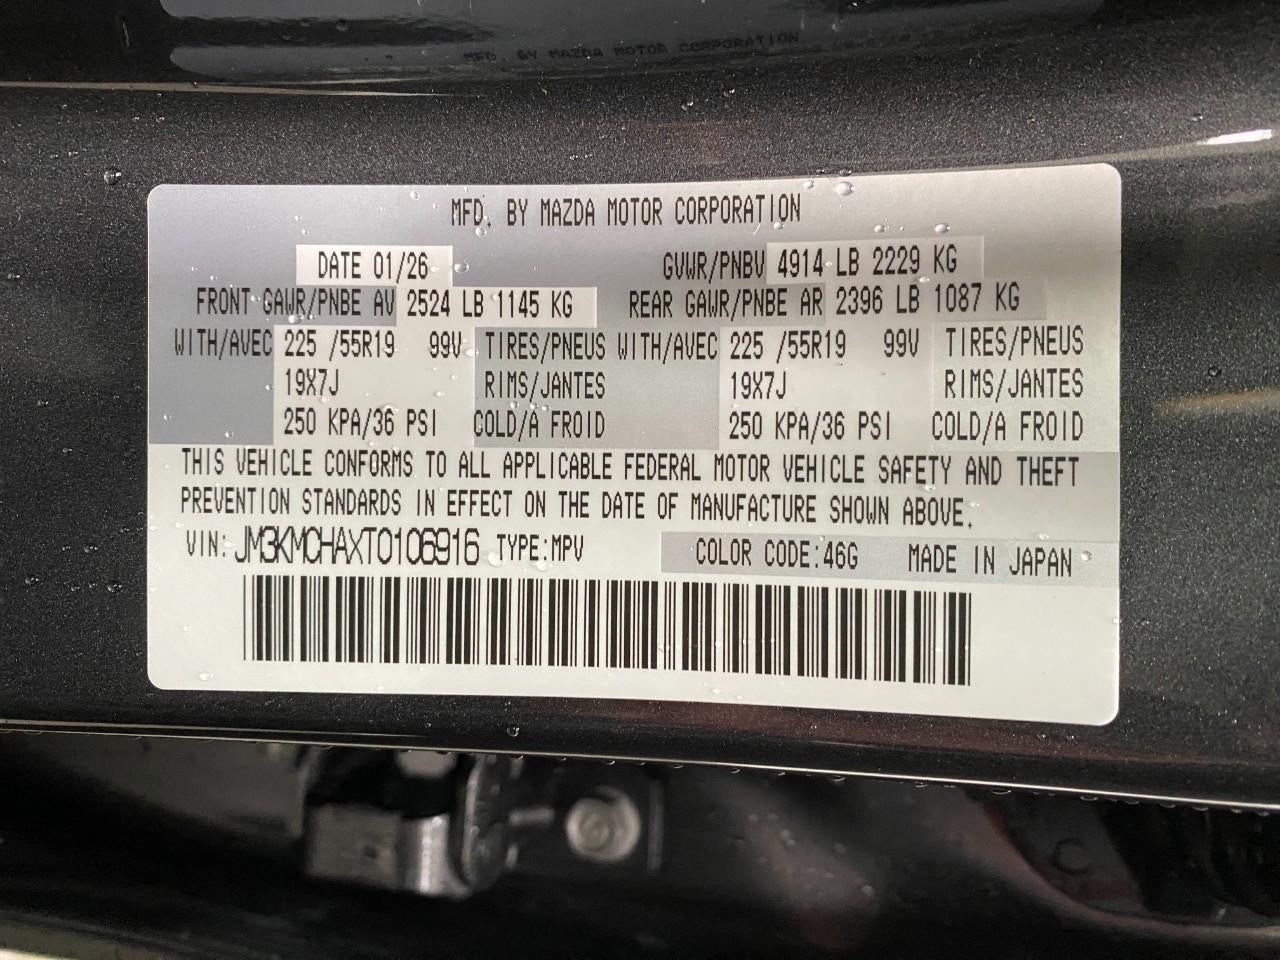 MFD. BY MAZDA MOTOR CORPORATION
MFD. BY MAZDA MOTOR CORPORATION
DATE 01/26 GVWR/PNBV 4914 LB 2229 KG
FRONT GAWR/PNBE AV 2524 LB 1145 KG REAR GAWR/PNBE AR 2396 LB 1087 KG
WITH/AVEC 225 /55R19 99V TIRES/PNEUS WITH/AVEC 225 /55R19 99V TIRES/PNEUS
19X7J RIMS/JANTES 19X7J RIMS/JANTES
250 KPA/36 PSI COLD/A FROID 250 KPA/36 PSI COLD/A FROID
THIS VEHICLE CONFORMS TO ALL APPLICABLE FEDERAL MOTOR VEHICLE SAFETY AND THEFT
PREVENTION STANDARDS IN EFFECT ON THE DATE OF MANUFACTURE SHOWN ABOVE.
VIN: JM3KMCHAXT0106916 TYPE:MPV COLOR CODE:46G MADE IN JAPAN